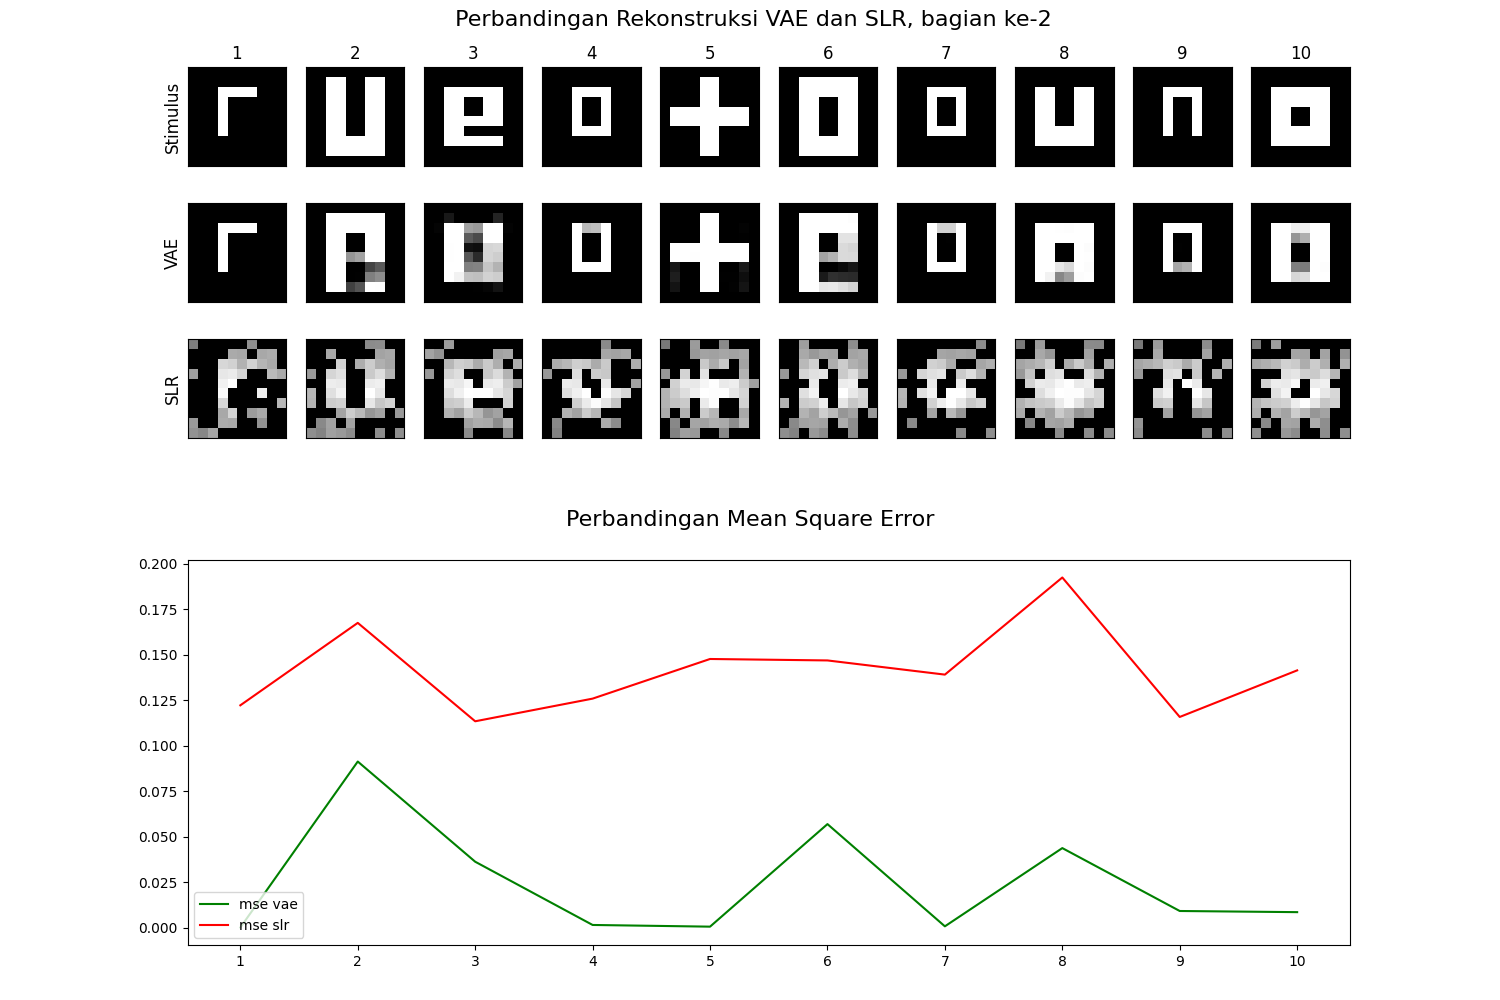 Perbandingan Rekonstruksi VAE dan SLR, bagian ke-2
1 2 3 4 5 6 7 8 9 10
Stimulus
VAE
SLR
Perbandingan Mean Square Error
0.200
0.175
0.150
0.125
0.100
0.075
0.050
0.025
0.000
mse vae
mse slr
1 2 3 4 5 6 7 8 9 10